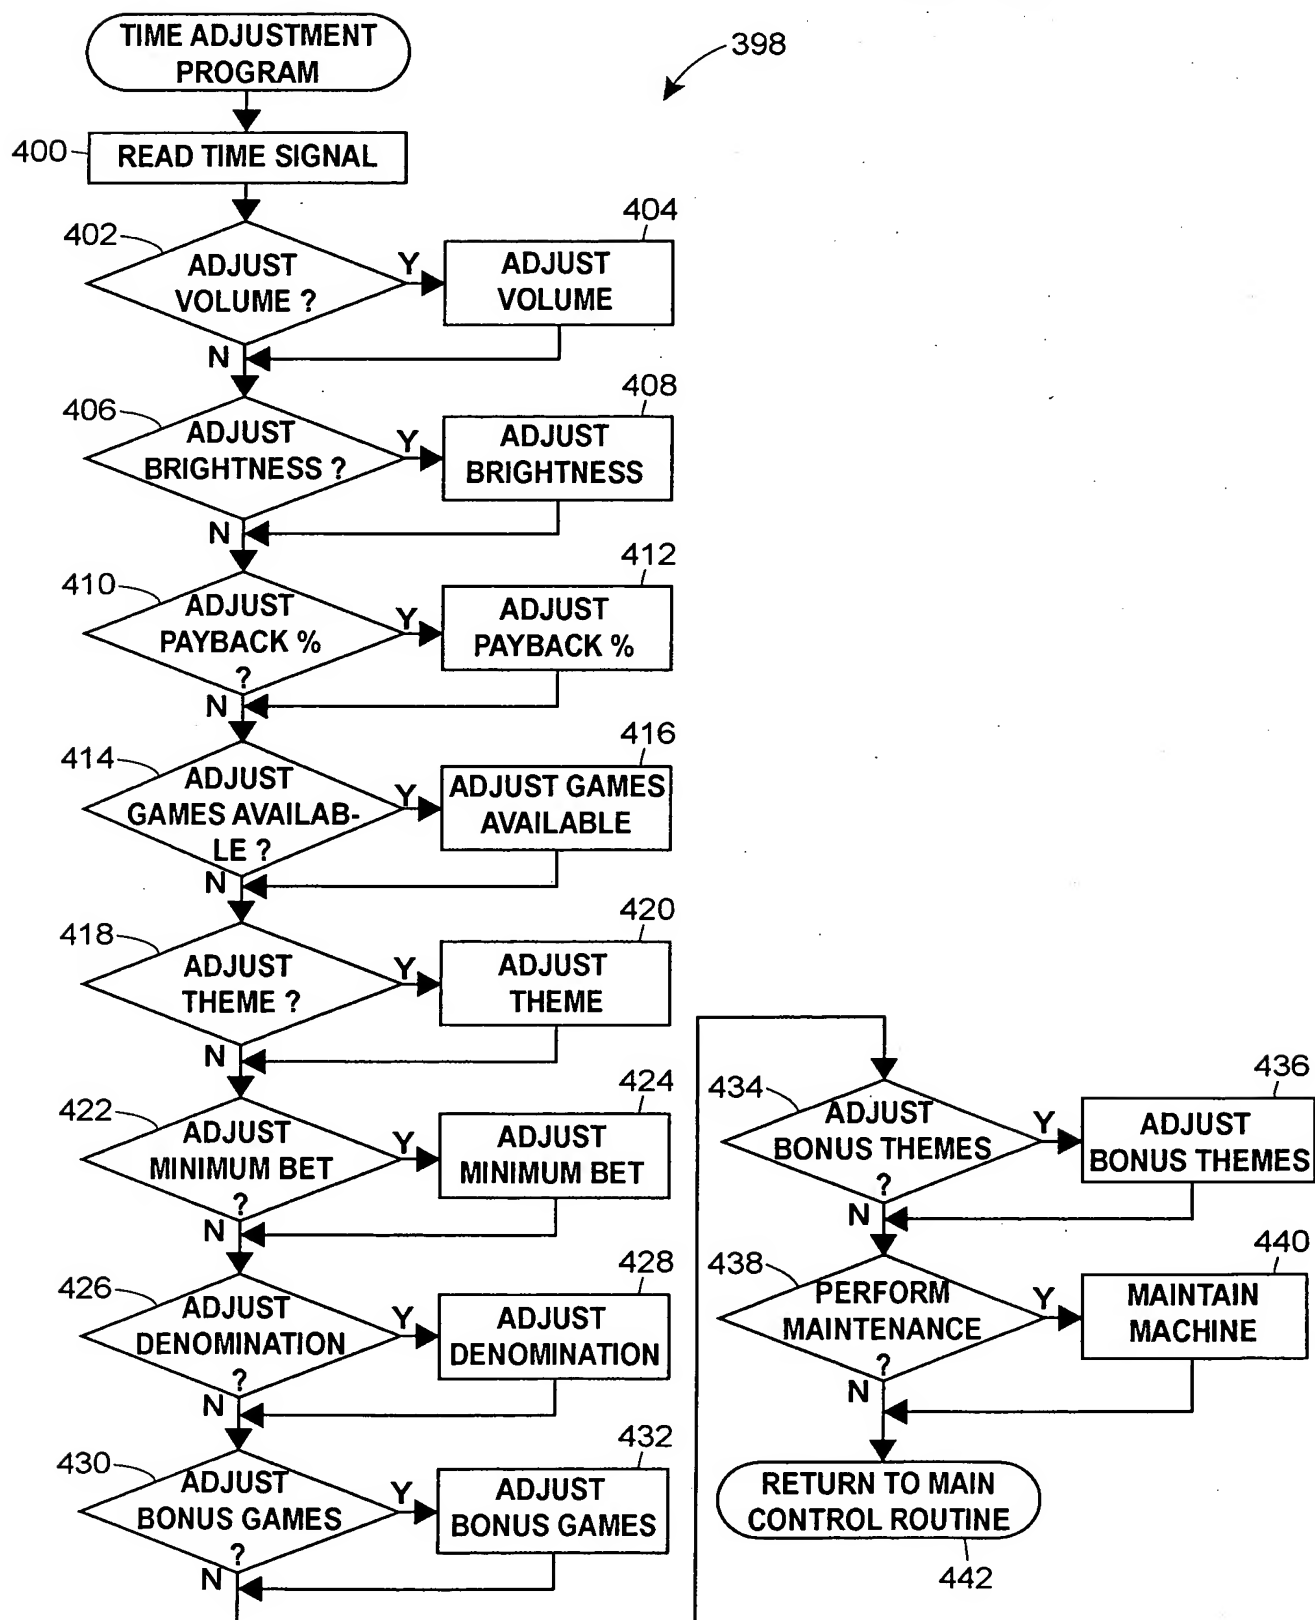 TIME ADJUSTMENT
PROGRAM
398
400
READ TIME SIGNAL
402
ADJUST
VOLUME ?
Y
404
ADJUST
VOLUME
N
406
ADJUST
BRIGHTNESS ?
Y
408
ADJUST
BRIGHTNESS
N
410
ADJUST
PAYBACK %
?
Y
412
ADJUST
PAYBACK %
N
414
ADJUST
GAMES AVAILAB-
LE ?
Y
416
ADJUST GAMES
AVAILABLE
N
418
ADJUST
THEME ?
Y
420
ADJUST
THEME
N
422
ADJUST
MINIMUM BET
?
Y
424
ADJUST
MINIMUM BET
N
426
ADJUST
DENOMINATION
?
Y
428
ADJUST
DENOMINATION
N
430
ADJUST
BONUS GAMES
?
Y
432
ADJUST
BONUS GAMES
N
434
ADJUST
BONUS THEMES
?
Y
436
ADJUST
BONUS THEMES
N
438
PERFORM
MAINTENANCE
?
Y
440
MAINTAIN
MACHINE
N
RETURN TO MAIN
CONTROL ROUTINE
442